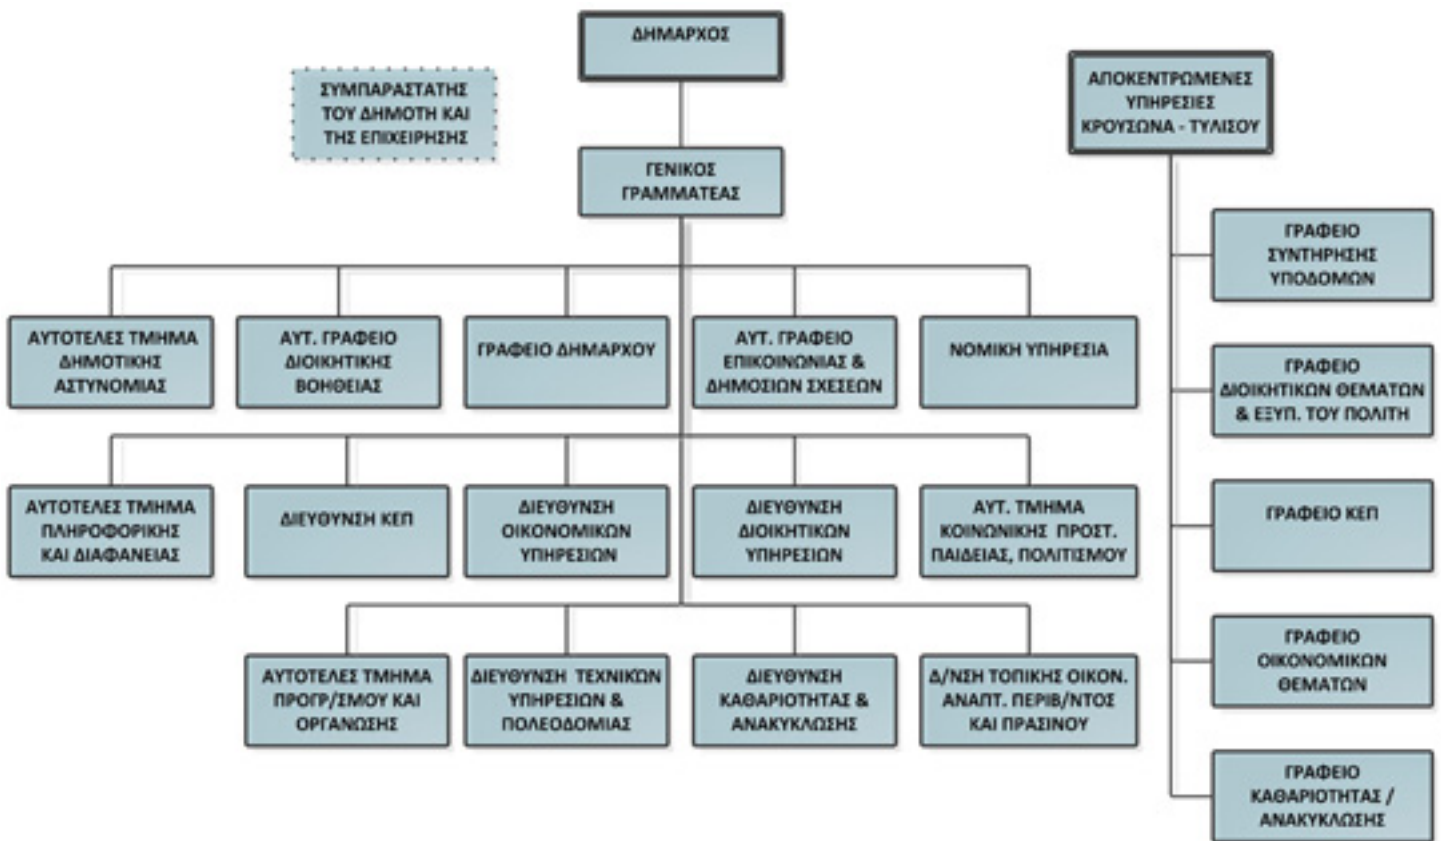 ΔΗΜΑΡΧΟΣ
ΣΥΜΠΑΡΑΣΤΑΤΗΣ
ΤΟΥ ΔΗΜΟΤΗ ΚΑΙ
ΤΗΣ ΕΠΙΧΕΙΡΗΣΗΣ
ΑΠΟΚΕΝΤΡΩΜΕΝΕΣ
ΥΠΗΡΕΣΙΕΣ
ΚΡΟΥΣΩΝΑ - ΤΥΛΙΣΟΥ
ΓΕΝΙΚΟΣ
ΓΡΑΜΜΑΤΕΑΣ
ΑΥΤΟΤΕΛΕΣ ΤΜΗΜΑ
ΔΗΜΟΤΙΚΗΣ
ΑΣΤΥΝΟΜΙΑΣ
ΑΥΤ. ΓΡΑΦΕΙΟ
ΔΙΟΙΚΗΤΙΚΗΣ
ΒΟΗΘΕΙΑΣ
ΓΡΑΦΕΙΟ ΔΗΜΑΡΧΟΥ
ΑΥΤ. ΓΡΑΦΕΙΟ
ΕΠΙΚΟΙΝΩΝΙΑΣ &
ΔΗΜΟΣΙΩΝ ΣΧΕΣΕΩΝ
ΝΟΜΙΚΗ ΥΠΗΡΕΣΙΑ
ΑΥΤΟΤΕΛΕΣ ΤΜΗΜΑ
ΠΛΗΡΟΦΟΡΙΚΗΣ
ΚΑΙ ΔΙΑΦΑΝΕΙΑΣ
ΔΙΕΥΘΥΝΣΗ ΚΕΠ
ΔΙΕΥΘΥΝΣΗ
ΟΙΚΟΝΟΜΙΚΩΝ
ΥΠΗΡΕΣΙΩΝ
ΔΙΕΥΘΥΝΣΗ
ΔΙΟΙΚΗΤΙΚΩΝ
ΥΠΗΡΕΣΙΩΝ
ΑΥΤ. ΤΜΗΜΑ
ΚΟΙΝΩΝΙΚΗΣ ΠΡΟΣΤ.
ΠΑΙΔΕΙΑΣ, ΠΟΛΙΤΙΣΜΟΥ
ΑΥΤΟΤΕΛΕΣ ΤΜΗΜΑ
ΠΡΟΓΡ/ΣΜΟΥ ΚΑΙ
ΟΡΓΑΝΩΣΗΣ
ΔΙΕΥΘΥΝΣΗ ΤΕΧΝΙΚΩΝ
ΥΠΗΡΕΣΙΩΝ &
ΠΟΛΕΟΔΟΜΙΑΣ
ΔΙΕΥΘΥΝΣΗ
ΚΑΘΑΡΙΟΤΗΤΑΣ &
ΑΝΑΚΥΚΛΩΣΗΣ
Δ/ΝΣΗ ΤΟΠΙΚΗΣ ΟΙΚΟΝ.
ΑΝΑΠΤ. ΠΕΡΙΒ/ΝΤΟΣ
ΚΑΙ ΠΡΑΣΙΝΟΥ
ΓΡΑΦΕΙΟ
ΣΥΝΤΗΡΗΣΗΣ
ΥΠΟΔΟΜΩΝ
ΓΡΑΦΕΙΟ
ΔΙΟΙΚΗΤΙΚΩΝ ΘΕΜΑΤΩΝ
& ΕΞΥΠ. ΤΟΥ ΠΟΛΙΤΗ
ΓΡΑΦΕΙΟ ΚΕΠ
ΓΡΑΦΕΙΟ
ΟΙΚΟΝΟΜΙΚΩΝ
ΘΕΜΑΤΩΝ
ΓΡΑΦΕΙΟ
ΚΑΘΑΡΙΟΤΗΤΑΣ /
ΑΝΑΚΥΚΛΩΣΗΣ